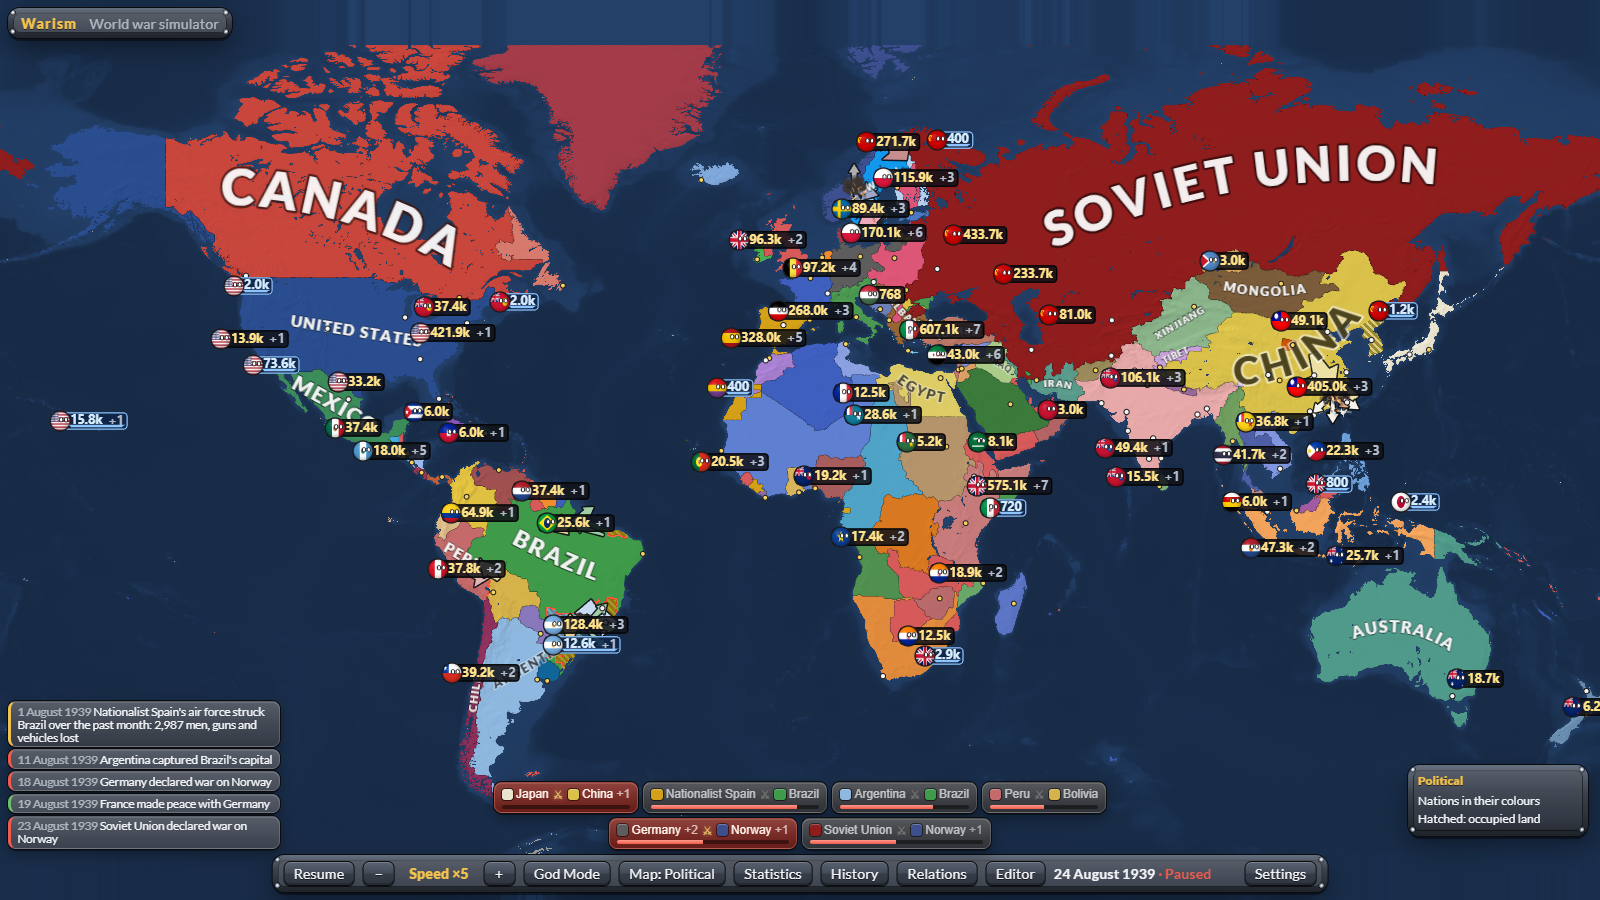 Warism World war simulator
CANADA
SOVIET UNION
UNITED STATE
MEXICO
MONGOLIA
XINJIANG
TIBET
CHINA
IRAN
EGYPT
BRAZIL
PER
CHIL
AUSTRALIA
271.7k
400
115.9k +3
89.4k +3
170.1k +6
433.7k
96.3k +2
97.2k +4
768
268.0k +3
328.0k +5
607.1k +7
43.0k +6
233.7k
81.0k
3.0k
49.1k
1.2k
405.0k +3
106.1k +3
36.8k +1
2.0k
37.4k
2.0k
13.9k +1
421.9k +1
73.6k
33.2k
15.8k +1
37.4k
6.0k
6.0k +1
18.0k +5
400
12.5k
28.6k +1
5.2k
8.1k
3.0k
49.4k +1
41.7k +2
22.3k +3
20.5k +3
19.2k +1
575.1k +7
720
15.5k +1
800
6.0k +1
2.4k
37.4k +1
64.9k +1
25.6k +1
17.4k +2
47.3k +2
25.7k +1
37.8k +2
18.9k +2
128.4k +3
12.6k +1
12.5k
2.9k
39.2k +2
18.7k
6.2
1 August 1939 Nationalist Spain's air force struck
Brazil over the past month: 2,987 men, guns and
vehicles lost
11 August 1939 Argentina captured Brazil's capital
18 August 1939 Germany declared war on Norway
19 August 1939 France made peace with Germany
23 August 1939 Soviet Union declared war on
Norway
Japan China +1
Nationalist Spain Brazil
Argentina Brazil
Peru Bolivia
Germany +2 Norway +1
Soviet Union Norway +1
Political
Nations in their colours
Hatched: occupied land
Resume − Speed ×5 + God Mode Map: Political Statistics History Relations Editor 24 August 1939 · Paused Settings